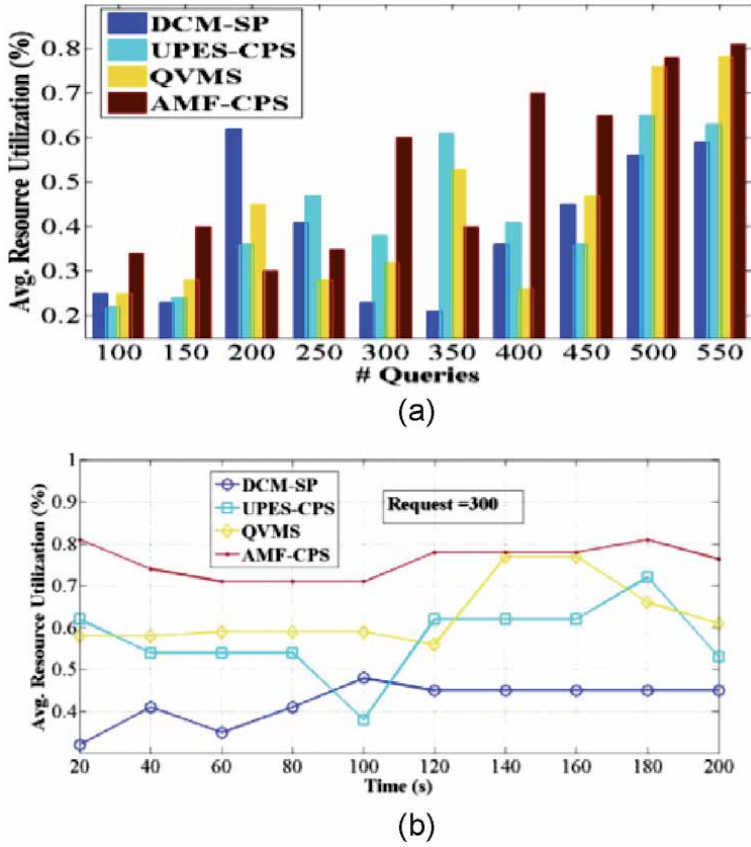 DCM-SP
UPES-CPS
QVMS
AMF-CPS
Avg. Resource Utilization (%)
0.8
0.7
0.6
0.5
0.4
0.3
0.2
100 150 200 250 300 350 400 450 500 550
# Queries
(a)
1
0.9
0.8
0.7
0.6
0.5
0.4
Avg. Resource Utilization (%)
DCM-SP
UPES-CPS
QVMS
AMF-CPS
Request =300
20 40 60 80 100 120 140 160 180 200
Time (s)
(b)